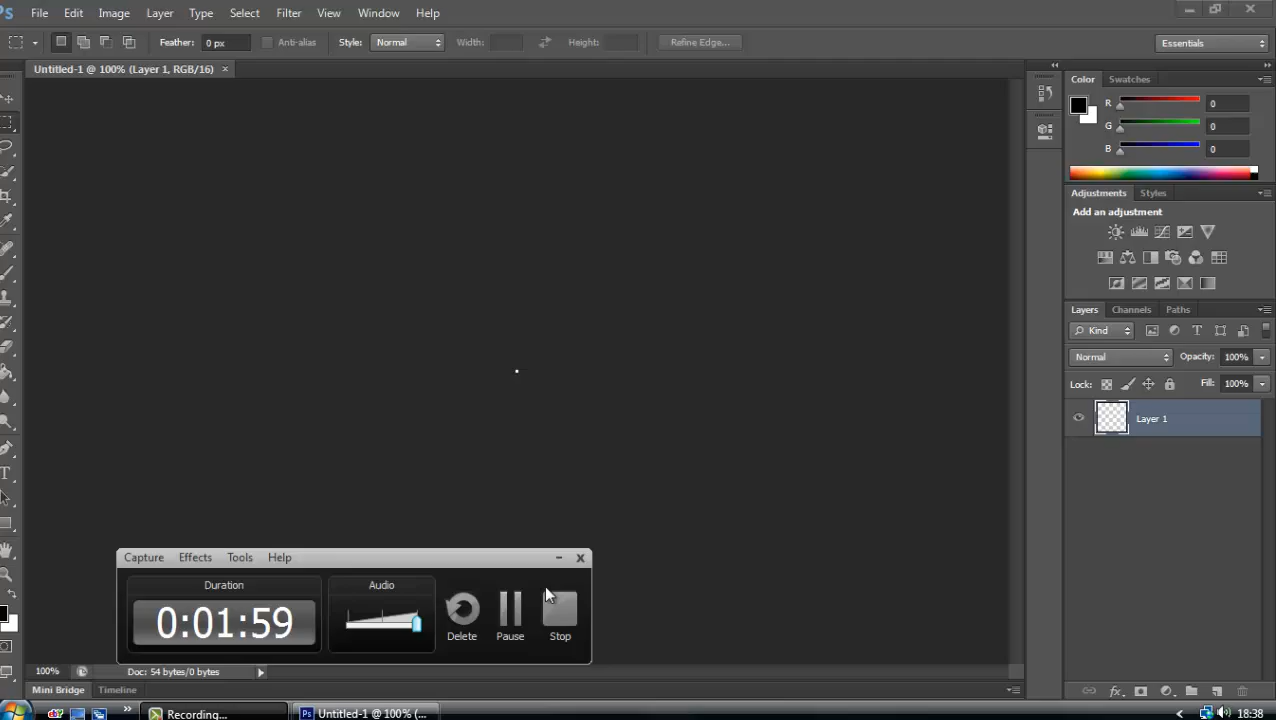 Ps File Edit Image Layer Type Select Filter View Window Help
Feather: 0 px Anti-alias Style: Normal Width: Height: Refine Edge... Essentials
Untitled-1 @ 100% (Layer 1, RGB/16) ×
Color Swatches
R 0
G 0
B 0
Adjustments Styles
Add an adjustment
Layers Channels Paths
Kind
Normal Opacity: 100%
Lock: Fill: 100%
Layer 1
Capture Effects Tools Help
Duration Audio
0:01:59
Delete Pause Stop
100% Doc: 54 bytes/0 bytes
Mini Bridge Timeline
Recording... Untitled-1 @ 100% (... 18:38